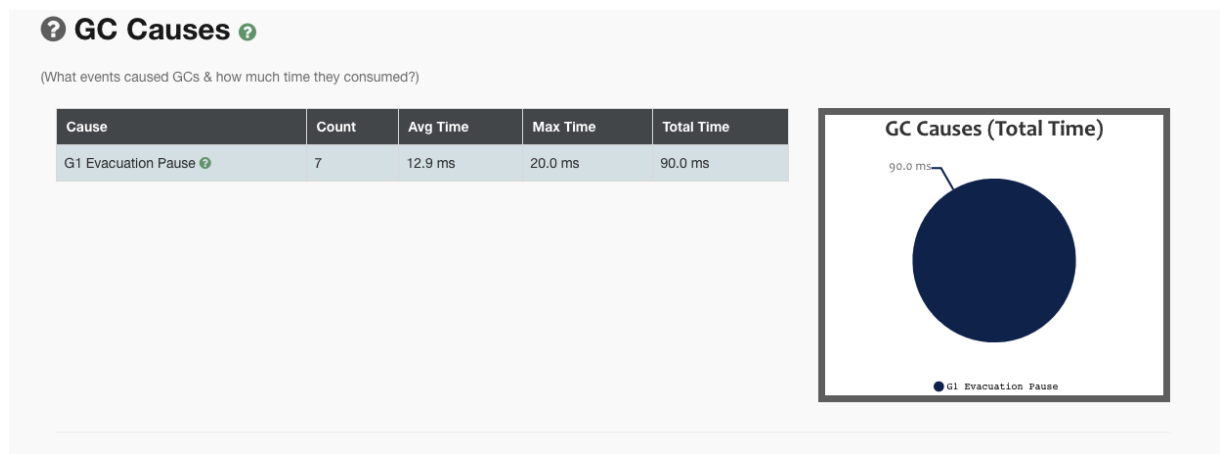 GC Causes
(What events caused GCs & how much time they consumed?)
Cause Count Avg Time Max Time Total Time
G1 Evacuation Pause 7 12.9 ms 20.0 ms 90.0 ms
GC Causes (Total Time)
90.0 ms
G1 Evacuation Pause